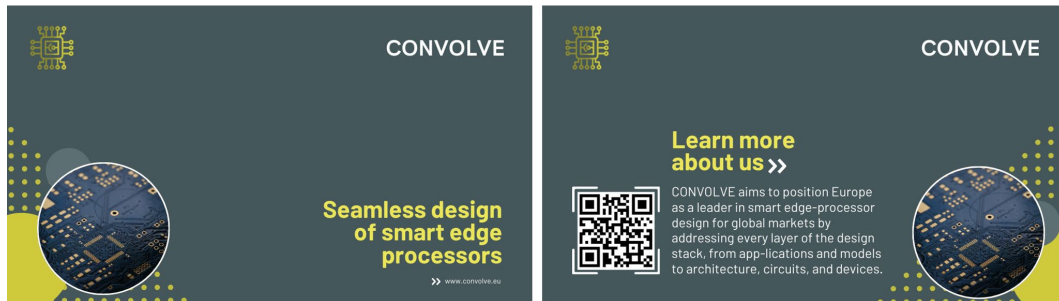 CONVOLVE
Seamless design
of smart edge
processors
www.convolve.eu
CONVOLVE
Learn more
about us
CONVOLVE aims to position Europe
as a leader in smart edge-processor
design for global markets by
addressing every layer of the design
stack, from app-lications and models
to architecture, circuits, and devices.